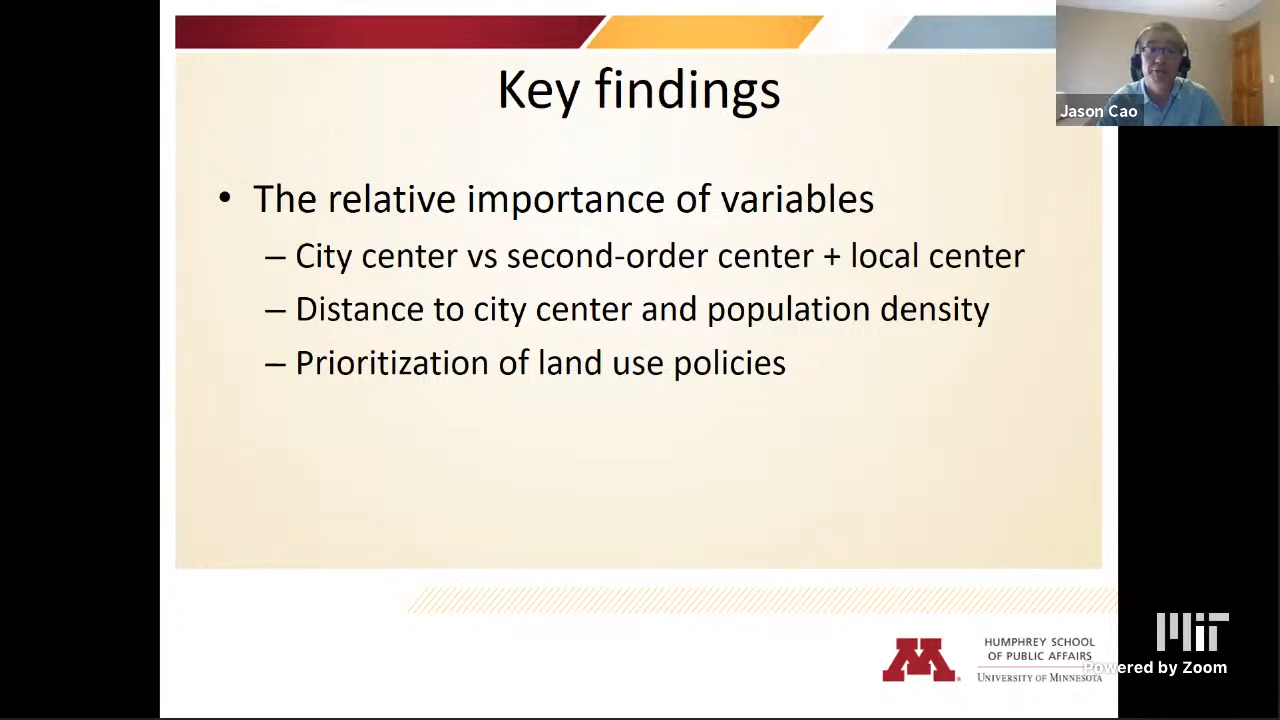 Key findings
Jason Cao
• The relative importance of variables
– City center vs second-order center + local center
– Distance to city center and population density
– Prioritization of land use policies
M
HUMPHREY SCHOOL
OF PUBLIC AFFAIRS
UNIVERSITY OF MINNESOTA
MIT
Powered by Zoom